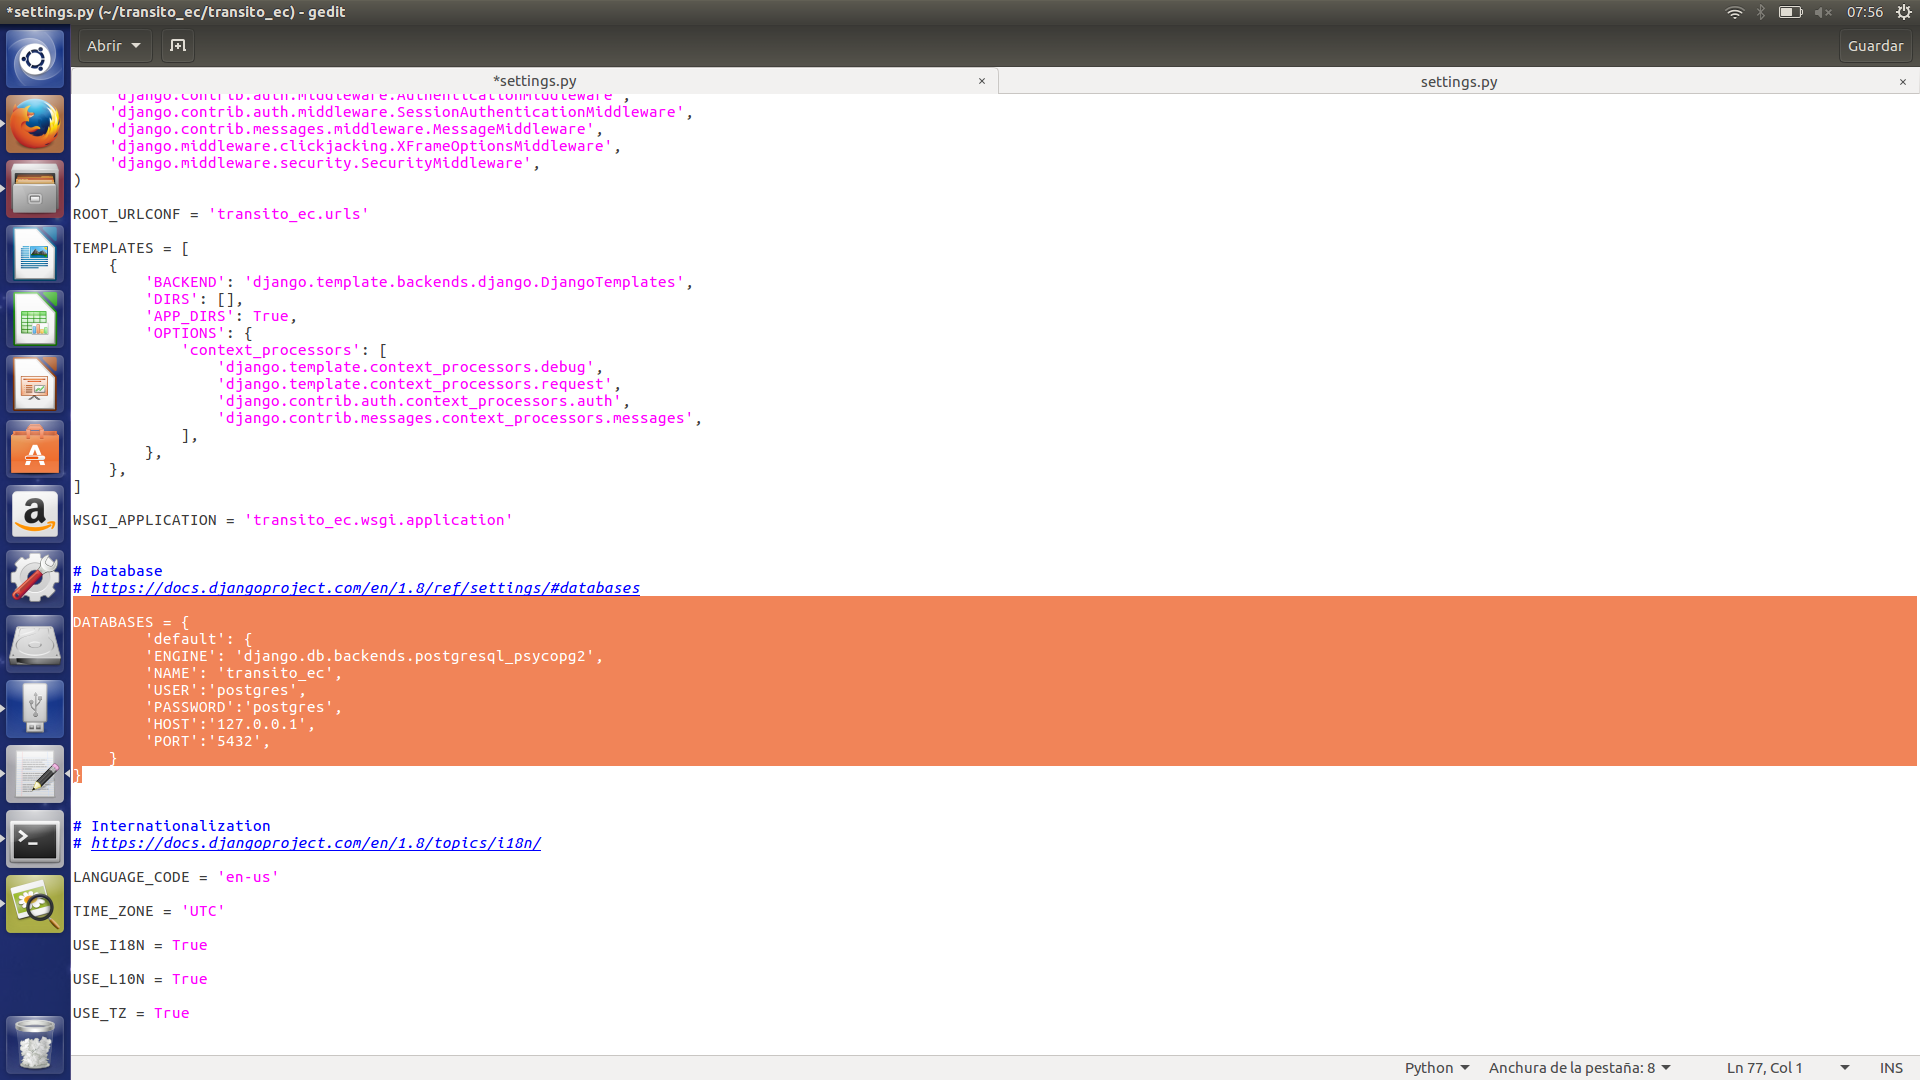 *settings.py (~/transito_ec/transito_ec) - gedit
07:56
Abrir
Guardar
*settings.py ×
settings.py ×
'django.contrib.auth.middleware.AuthenticationMiddleware',
'django.contrib.auth.middleware.SessionAuthenticationMiddleware',
'django.contrib.messages.middleware.MessageMiddleware',
'django.middleware.clickjacking.XFrameOptionsMiddleware',
'django.middleware.security.SecurityMiddleware',
)
ROOT_URLCONF = 'transito_ec.urls'
TEMPLATES = [
{
'BACKEND': 'django.template.backends.django.DjangoTemplates',
'DIRS': [],
'APP_DIRS': True,
'OPTIONS': {
'context_processors': [
'django.template.context_processors.debug',
'django.template.context_processors.request',
'django.contrib.auth.context_processors.auth',
'django.contrib.messages.context_processors.messages',
],
},
},
]
WSGI_APPLICATION = 'transito_ec.wsgi.application'
# Database
# https://docs.djangoproject.com/en/1.8/ref/settings/#databases
DATABASES = {
'default': {
'ENGINE': 'django.db.backends.postgresql_psycopg2',
'NAME': 'transito_ec',
'USER':'postgres',
'PASSWORD':'postgres',
'HOST':'127.0.0.1',
'PORT':'5432',
}
}
# Internationalization
# https://docs.djangoproject.com/en/1.8/topics/i18n/
LANGUAGE_CODE = 'en-us'
TIME_ZONE = 'UTC'
USE_I18N = True
USE_L10N = True
USE_TZ = True
Python Anchura de la pestaña: 8 Ln 77, Col 1 INS